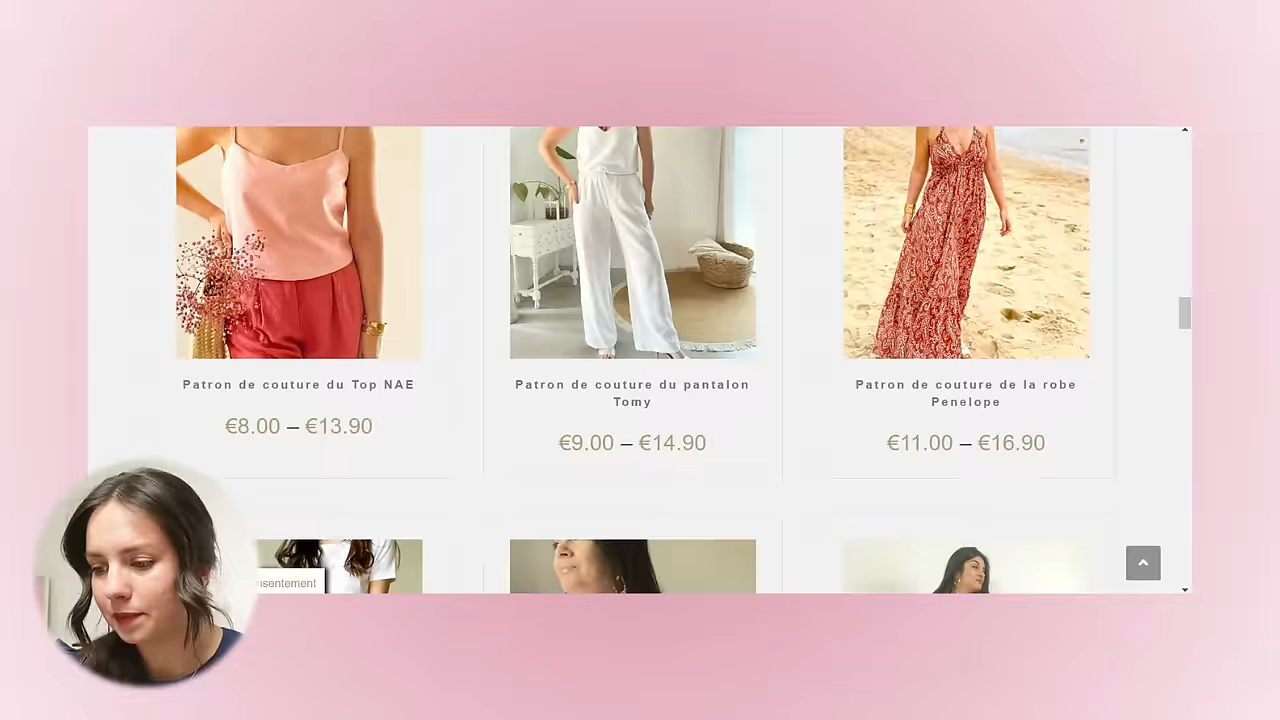 Patron de couture du Top NAE
€8.00 – €13.90
Patron de couture du pantalon
Tomy
€9.00 – €14.90
Patron de couture de la robe
Penelope
€11.00 – €16.90